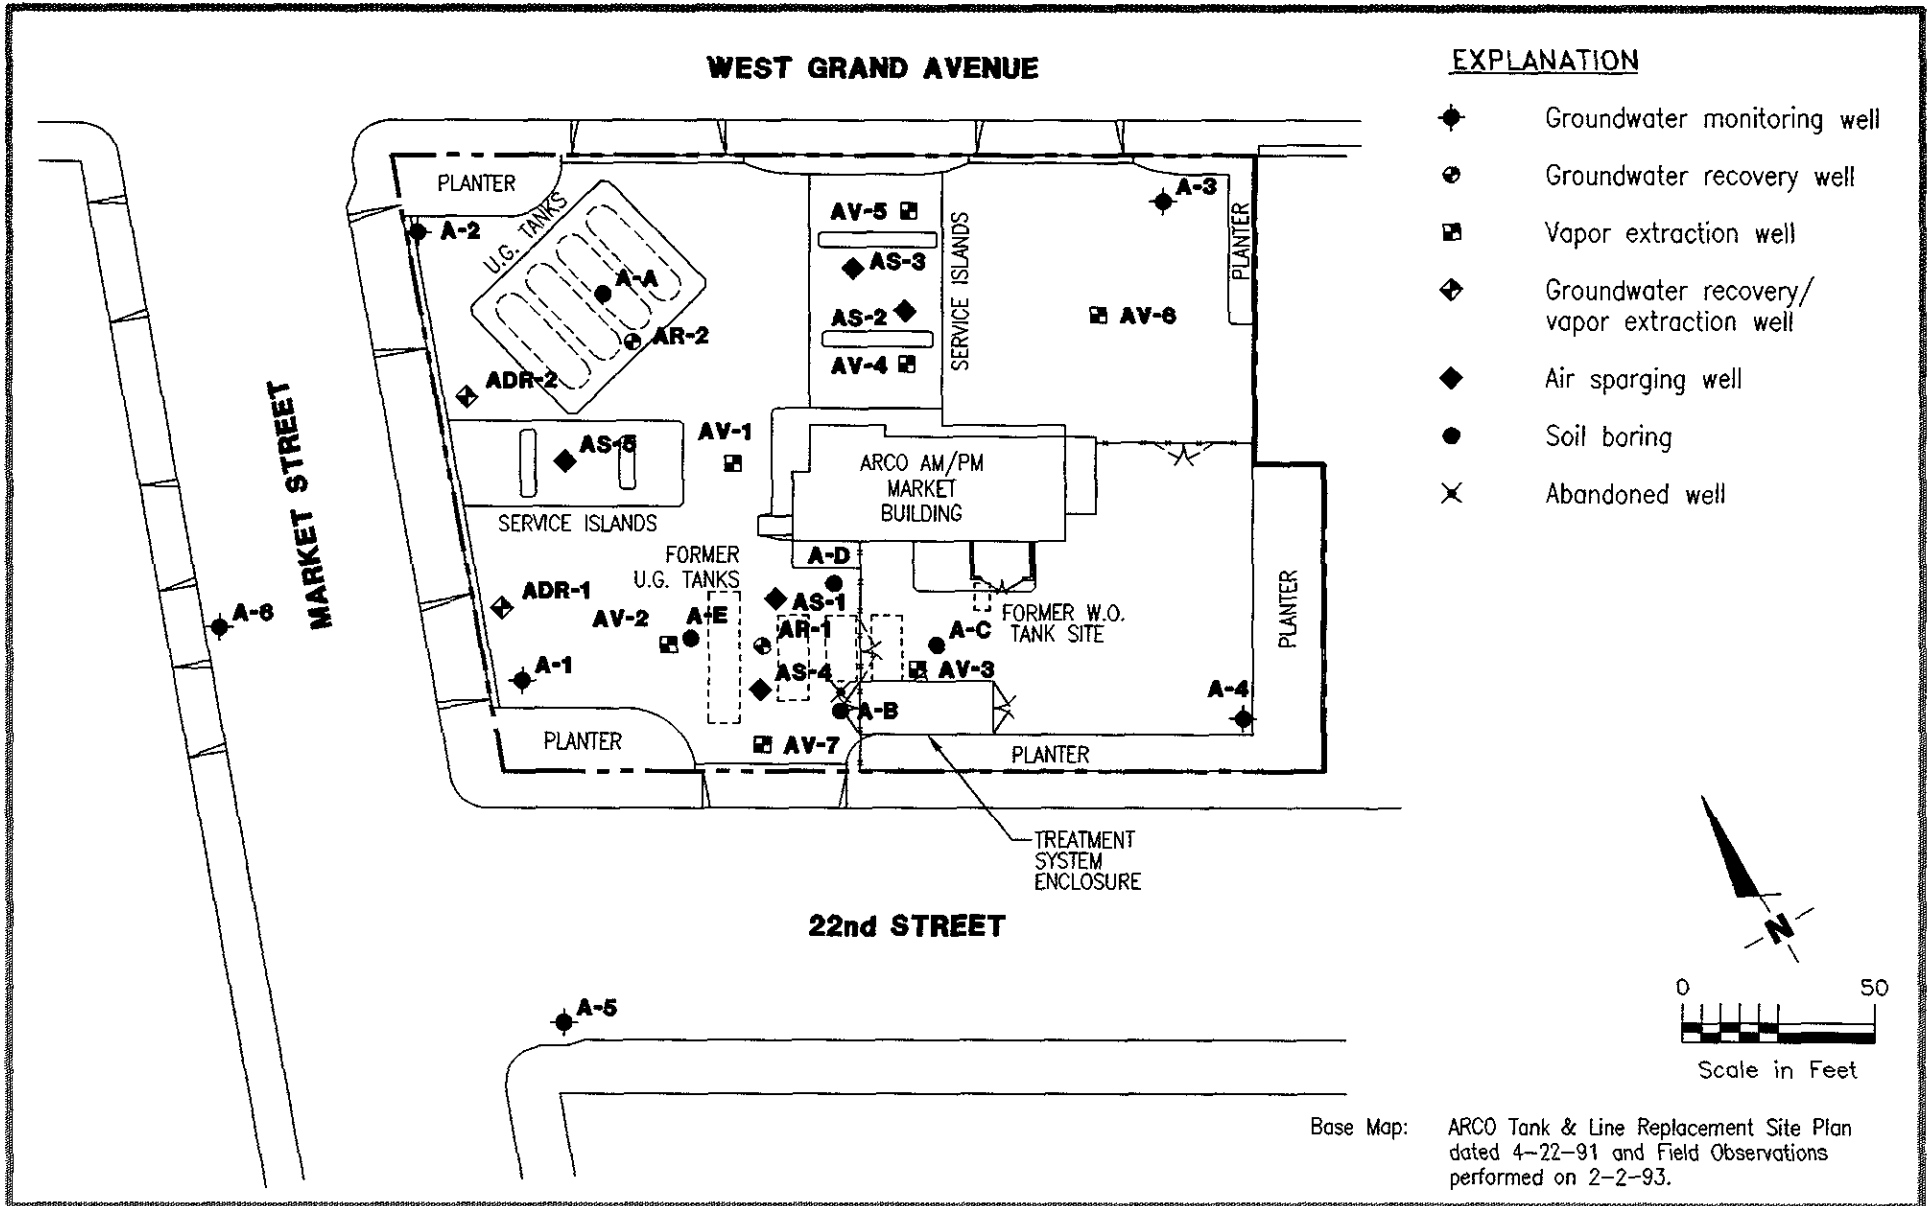 WEST GRAND AVENUE
EXPLANATION
Groundwater monitoring well
Groundwater recovery well
Vapor extraction well
Groundwater recovery/
vapor extraction well
Air sparging well
Soil boring
Abandoned well
PLANTER
A-2
U.G. TANKS
A-A
AR-2
ADR-2
AV-5
AS-3
AS-2
AV-4
SERVICE ISLANDS
A-3
PLANTER
AV-6
MARKET STREET
AS-5
AV-1
SERVICE ISLANDS
ARCO AM/PM
MARKET
BUILDING
FORMER
U.G. TANKS
A-D
ADR-1
AV-2
A-E
AS-1
AR-1
AS-4
A-C
FORMER W.O.
TANK SITE
AV-3
PLANTER
A-6
A-1
A-4
A-B
PLANTER
AV-7
PLANTER
TREATMENT
SYSTEM
ENCLOSURE
22nd STREET
A-5
N
0 50
Scale in Feet
Base Map: ARCO Tank & Line Replacement Site Plan
dated 4-22-91 and Field Observations
performed on 2-2-93.